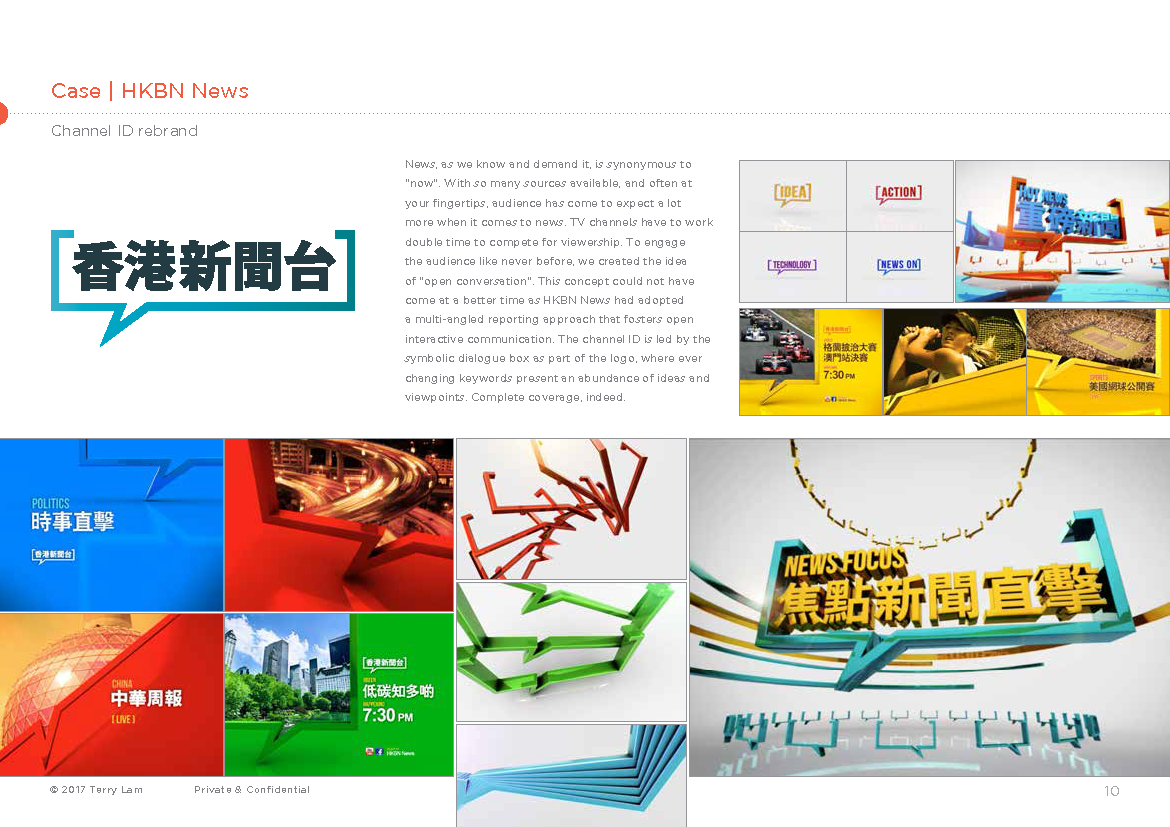 Case | HKBN News
Channel ID rebrand
香港新聞台
News, as we know and demand it, is synonymous to
"now". With so many sources available, and often at
your fingertips, audience has come to expect a lot
more when it comes to news. TV channels have to work
double time to compete for viewership. To engage
the audience like never before, we created the idea
of "open conversation". This concept could not have
come at a better time as HKBN News had adopted
a multi-angled reporting approach that fosters open
interactive communication. The channel ID is led by the
symbolic dialogue box as part of the logo, where ever
changing keywords present an abundance of ideas and
viewpoints. Complete coverage, indeed.
[IDEA]
[ACTION]
[TECHNOLOGY]
[NEWS ON]
HOT NEWS
重磅新聞
香港新聞台
格蘭披治大賽
澳門站決賽
7:30 PM
HKBN News
SPORTS
美國網球公開賽
LIVE
POLITICS
時事直擊
香港新聞台
CHINA
中華周報
[LIVE]
香港新聞台
GREEN
低碳知多啲
7:30 PM
HKBN News
NEWS FOCUS
焦點新聞直擊
© 2017 Terry Lam
Private & Confidential
10